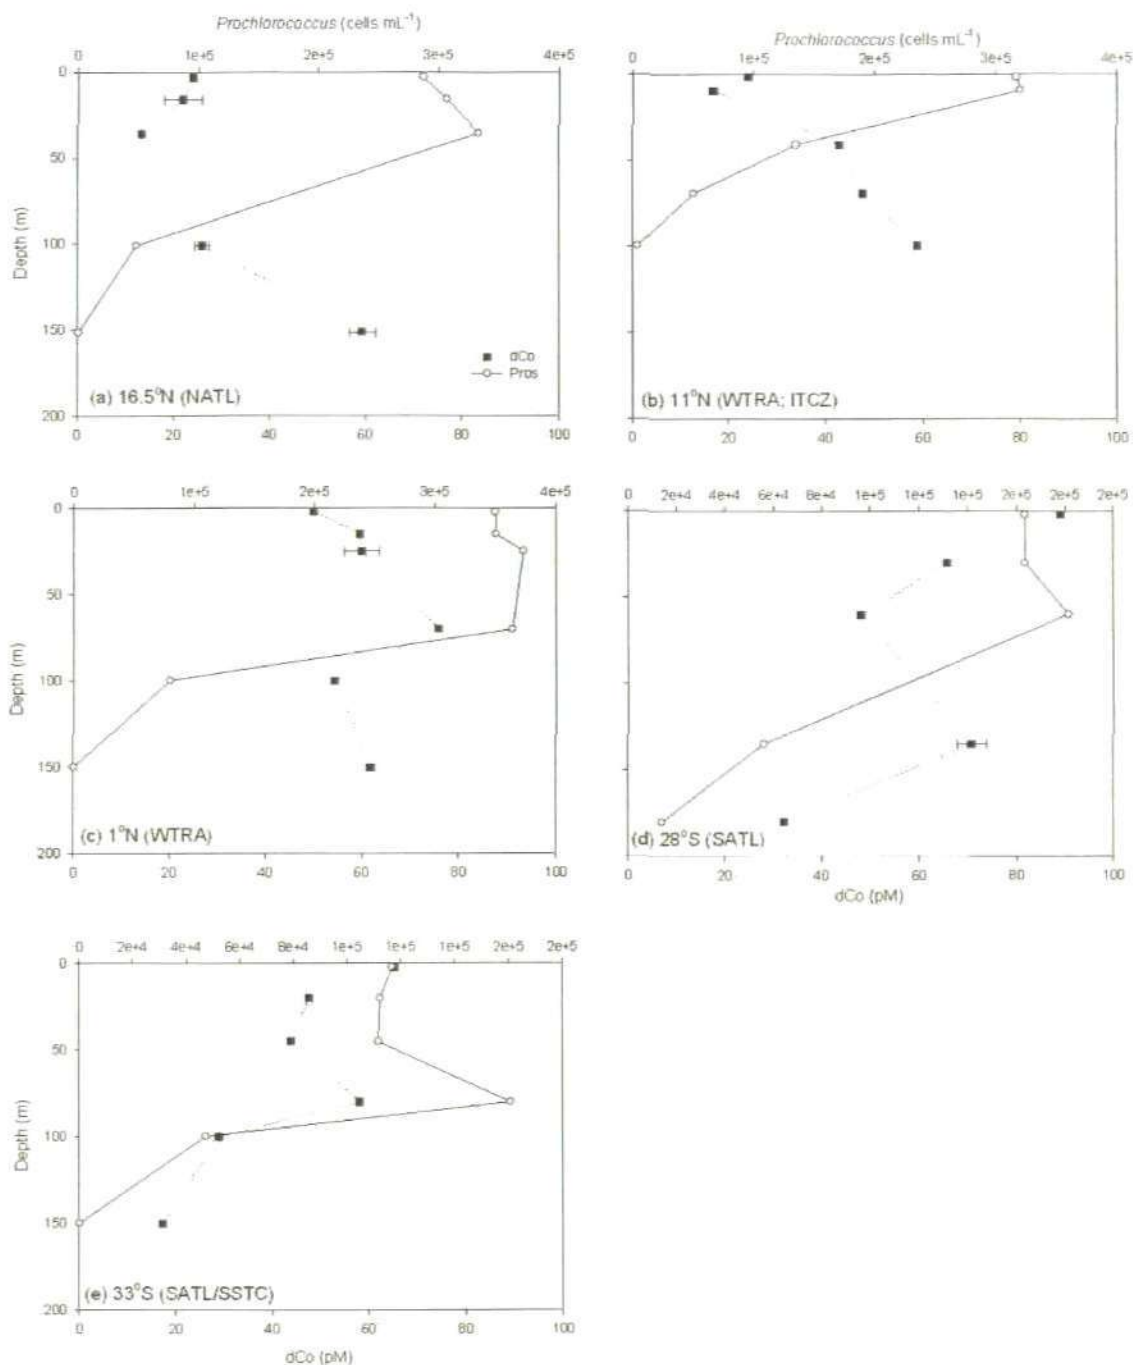 Prochlorococcus (cells mL⁻¹)
0 1e+5 2e+5 3e+5 4e+5
0
50
100
150
200
Depth (m)
dCo
Pros
(a) 16.5°N (NATL)
0 20 40 60 80 100
Prochlorococcus (cells mL⁻¹)
0 1e+5 2e+5 3e+5 4e+5
(b) 11°N (WTRA; ITCZ)
0 20 40 60 80 100
0 1e+5 2e+5 3e+5 4e+5
0
50
100
150
200
Depth (m)
(c) 1°N (WTRA)
0 20 40 60 80 100
0 2e+4 4e+4 6e+4 8e+4 1e+5 1e+5 1e+5 2e+5 2e+5 2e+5
(d) 28°S (SATL)
0 20 40 60 80 100
dCo (pM)
0 2e+4 4e+4 6e+4 8e+4 1e+5 1e+5 1e+5 2e+5 2e+5
0
50
100
150
200
Depth (m)
(e) 33°S (SATL/SSTC)
0 20 40 60 80 100
dCo (pM)